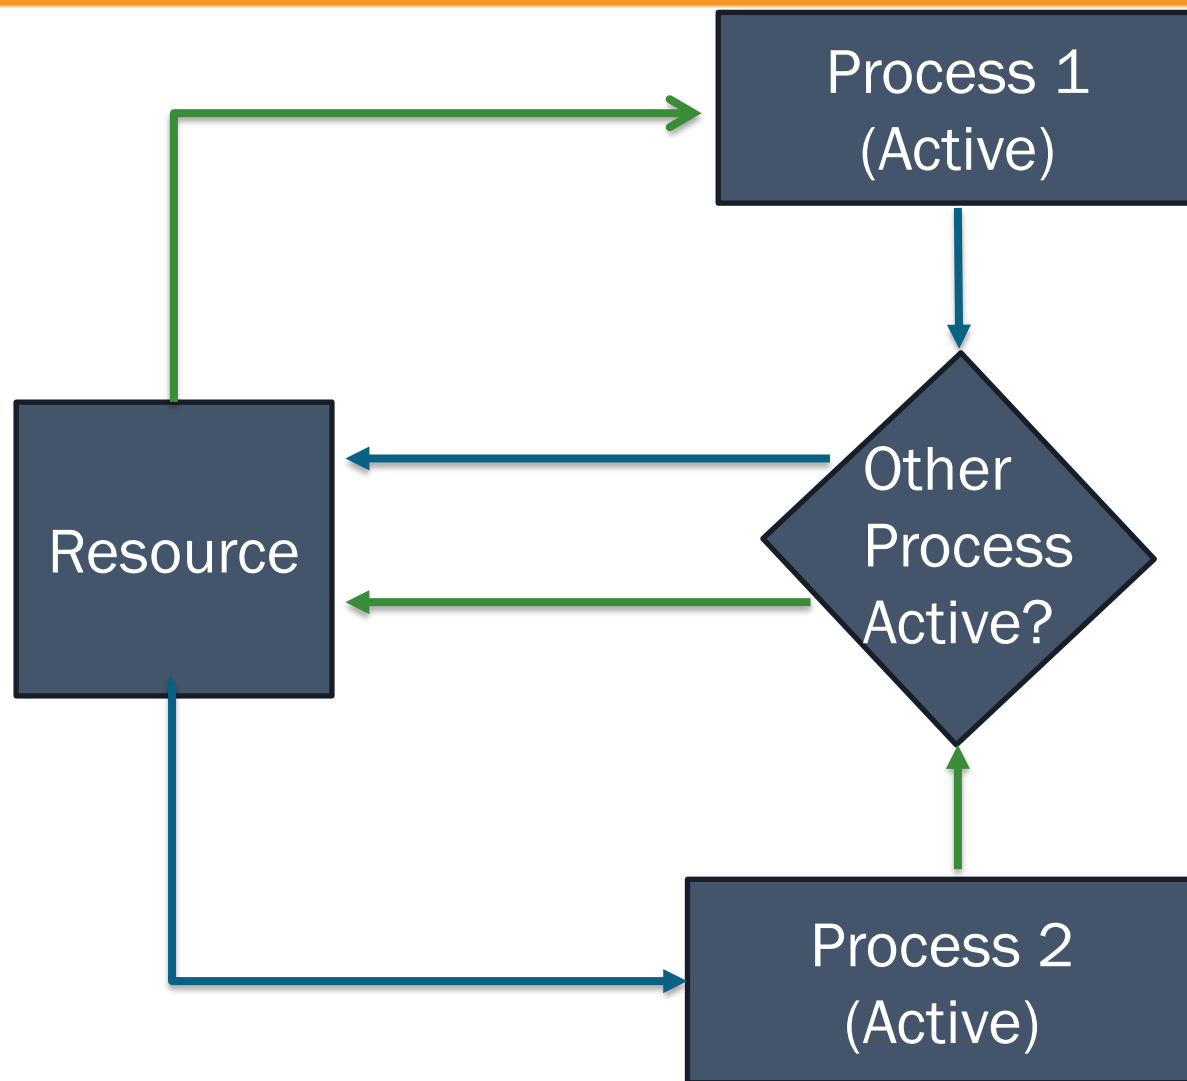 Process 1
(Active)
Other
Process
Active?
Resource
Process 2
(Active)